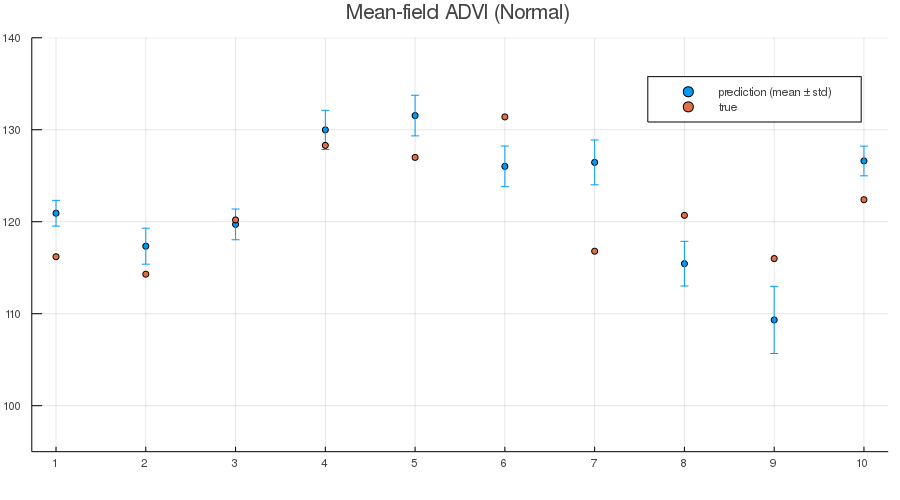 Mean-field ADVI (Normal)
140
130
120
110
100
prediction (mean ± std)
true
1 2 3 4 5 6 7 8 9 10